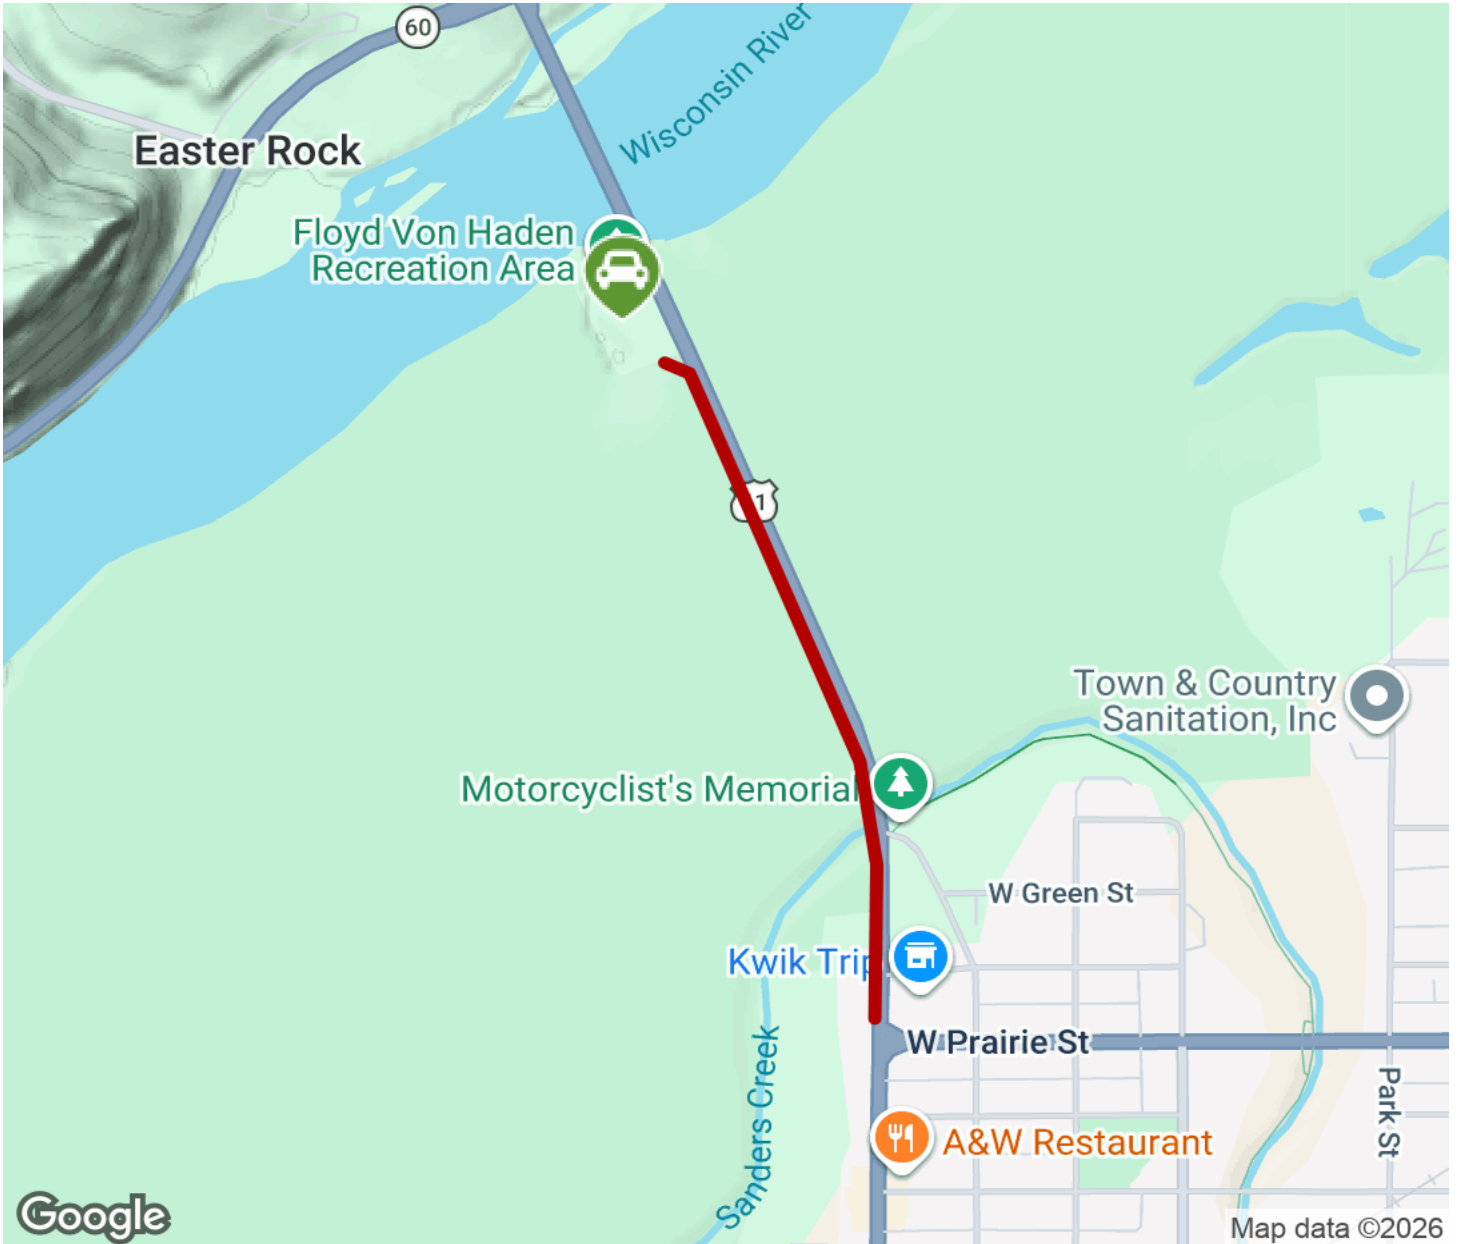 60
Wisconsin River
Easter Rock
Floyd Von Haden
Recreation Area
Town & Country
Sanitation, Inc
Motorcyclist's Memorial
W Green St
Kwik Trip
W Prairie St
Sanders Creek
Park St
A&W Restaurant
Google
Map data ©2026